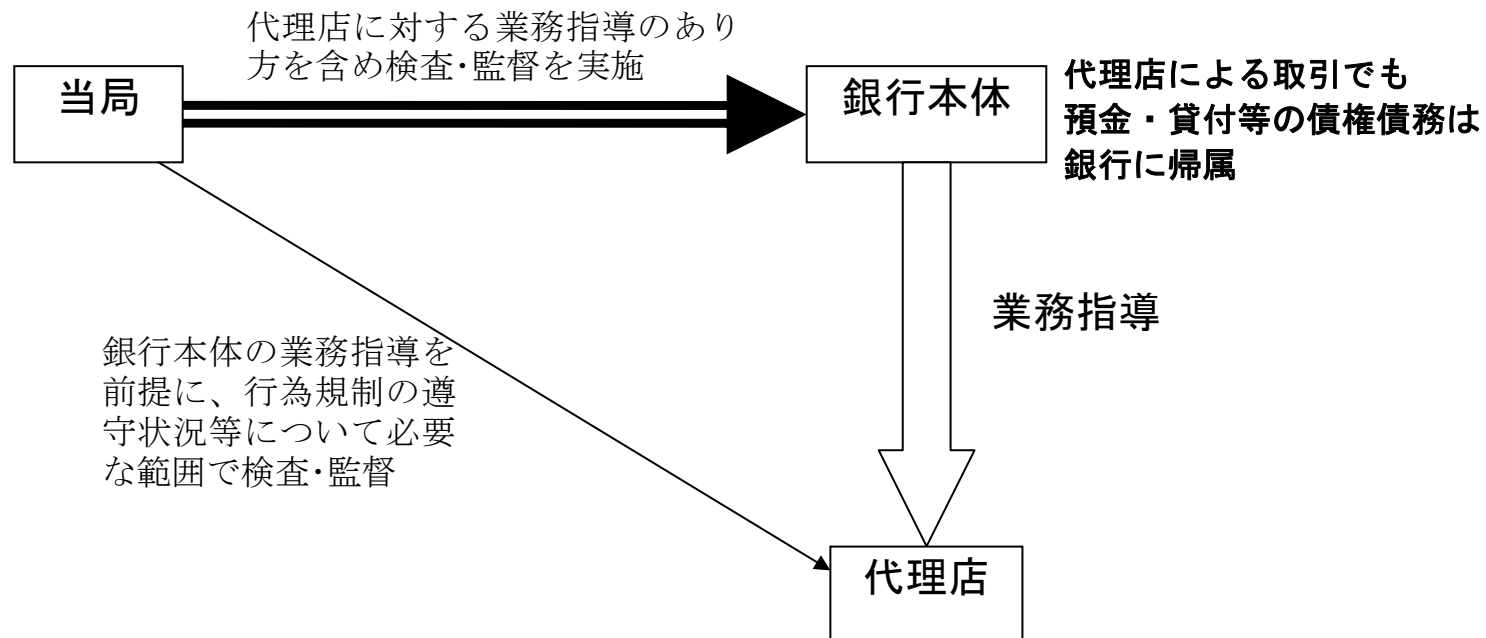 代理店に対する業務指導のあり
方を含め検査･監督を実施
当局
銀行本体
代理店による取引でも
預金・貸付等の債権債務は
銀行に帰属
業務指導
銀行本体の業務指導を
前提に、行為規制の遵
守状況等について必要
な範囲で検査･監督
代理店